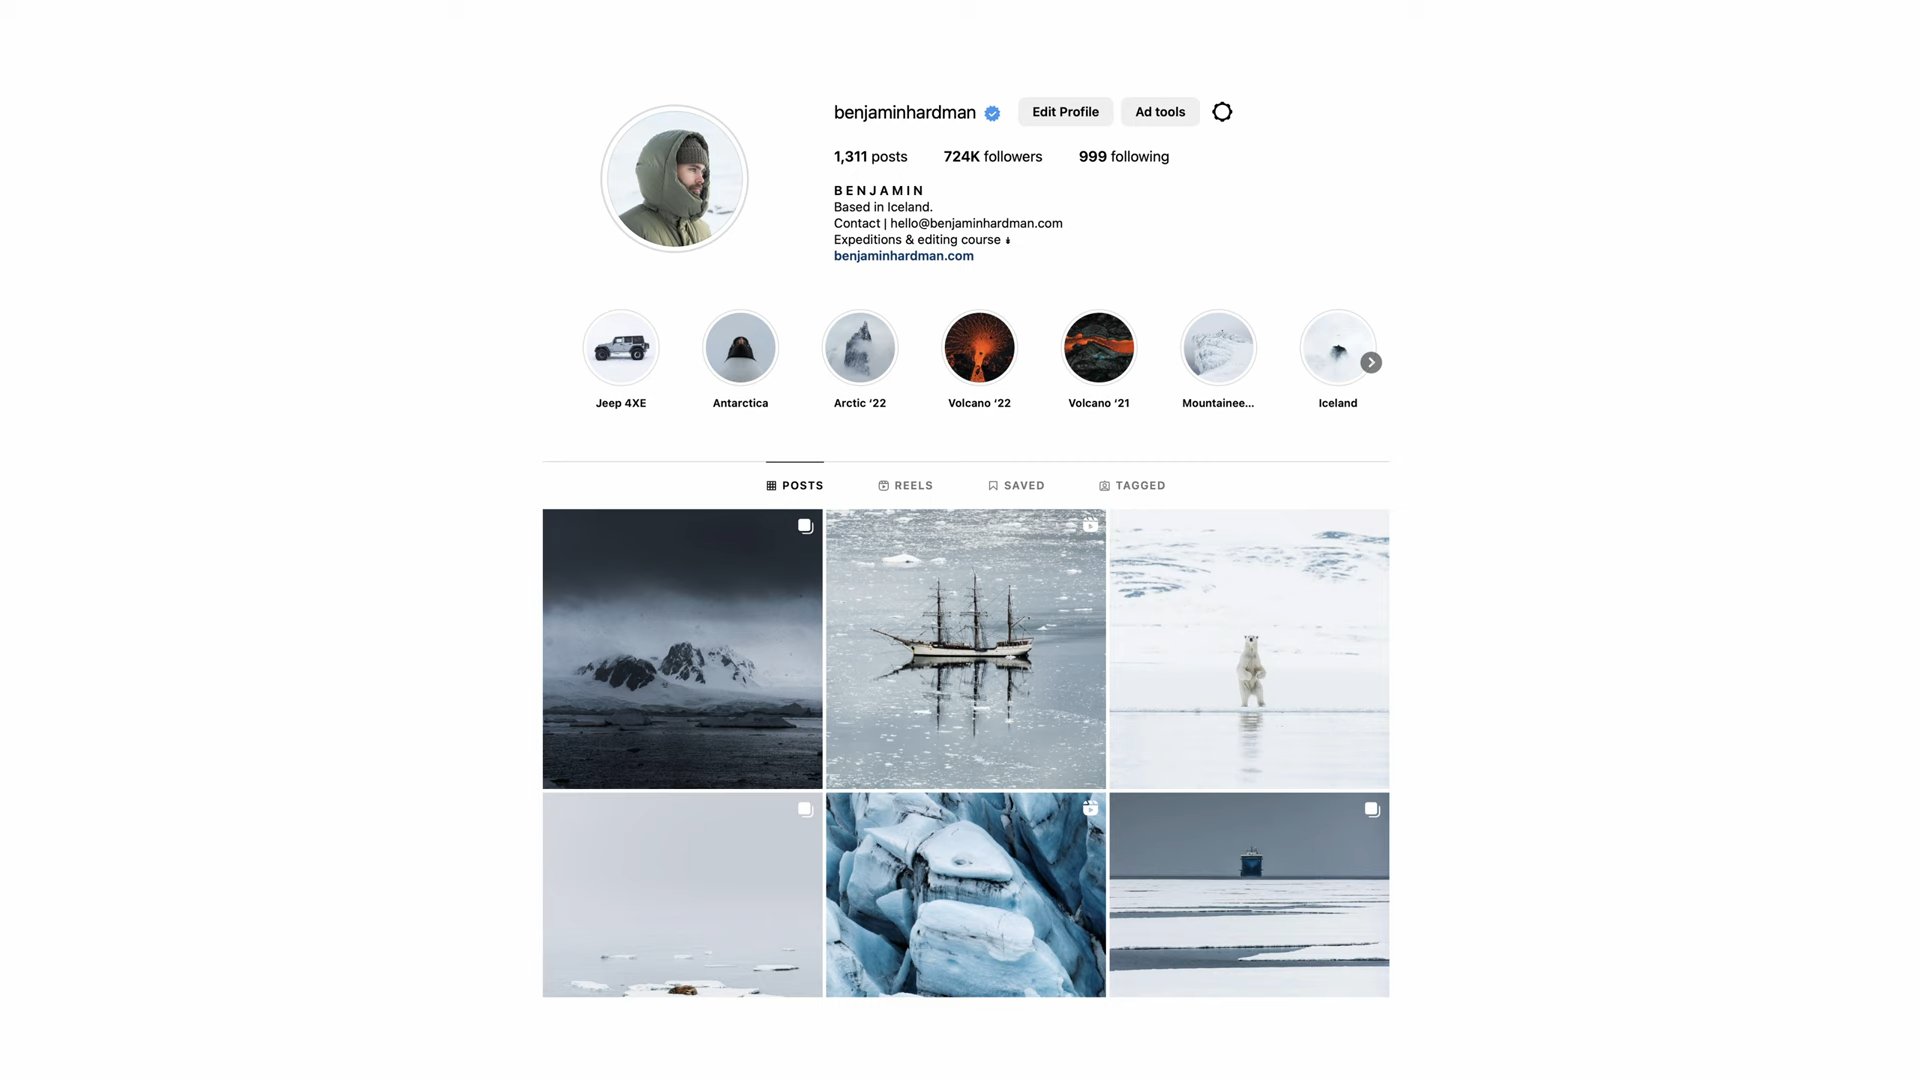 benjaminhardman Edit Profile Ad tools
1,311 posts 724K followers 999 following
B E N J A M I N
Based in Iceland.
Contact | hello@benjaminhardman.com
Expeditions & editing course
benjaminhardman.com
Jeep 4XE Antarctica Arctic ‘22 Volcano ‘22 Volcano ‘21 Mountainee... Iceland
POSTS REELS SAVED TAGGED